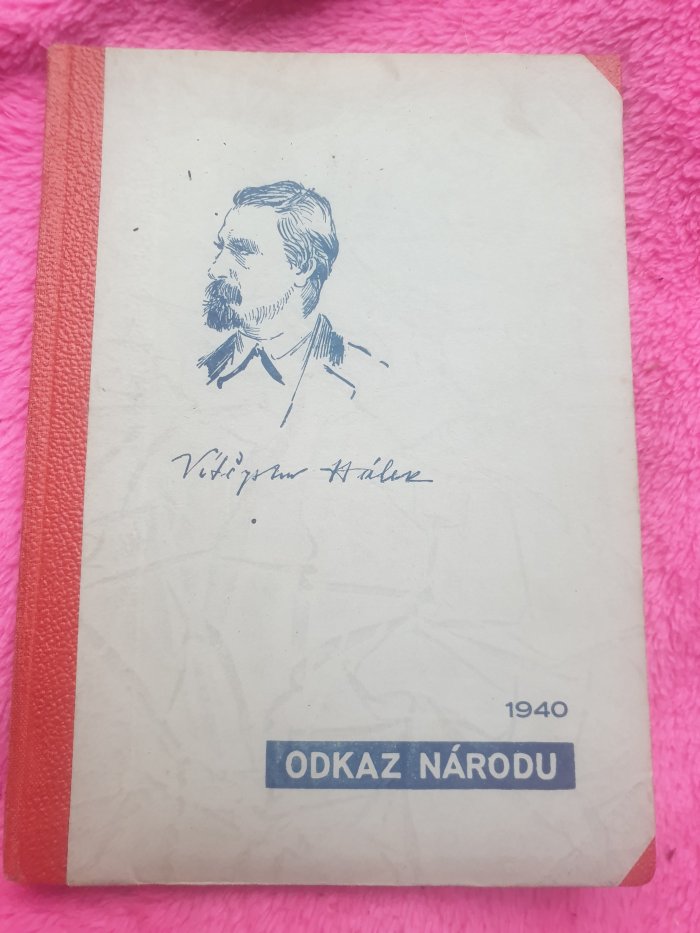 Vítězslav Hálek
1940
ODKAZ NÁRODU